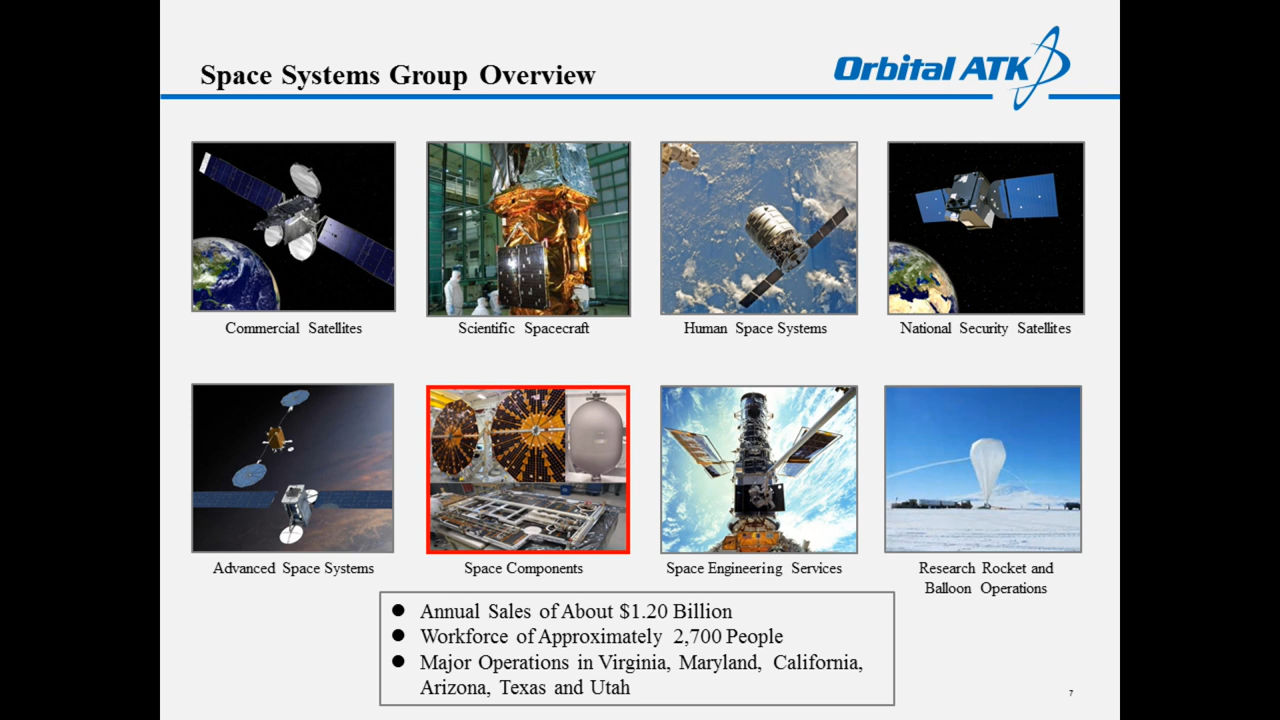 Space Systems Group Overview
Orbital ATK
Commercial Satellites
Scientific Spacecraft
Human Space Systems
National Security Satellites
Advanced Space Systems
Space Components
Space Engineering Services
Research Rocket and
Balloon Operations
● Annual Sales of About $1.20 Billion
● Workforce of Approximately 2,700 People
● Major Operations in Virginia, Maryland, California,
Arizona, Texas and Utah
7